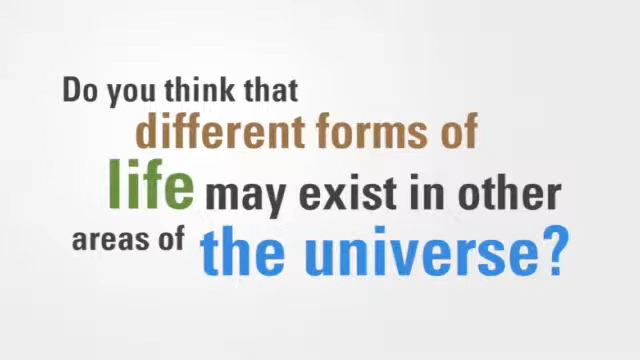 Do you think that
different forms of
life may exist in other
areas of the universe?